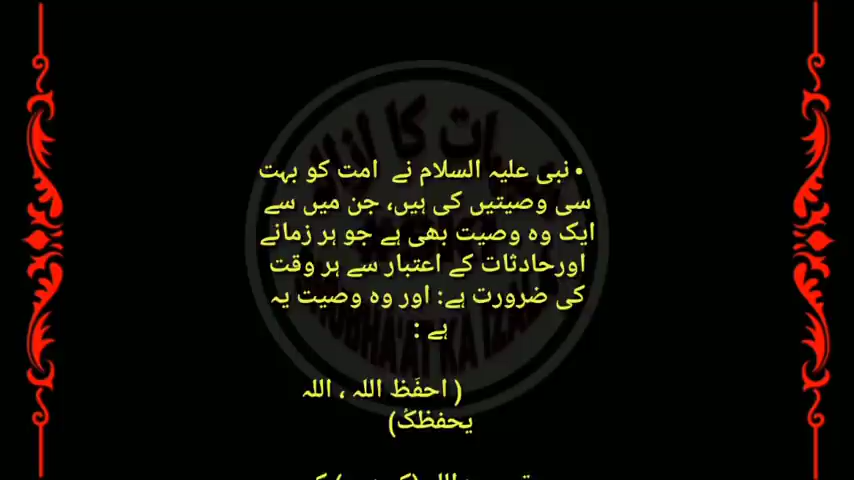 • نبی علیہ السلام نے امت کو بہت
سی وصیتیں کی ہیں، جن میں سے
ایک وہ وصیت بھی ہے جو ہر زمانے
اورحادثات کے اعتبار سے ہر وقت
کی ضرورت ہے: اور وہ وصیت یہ
ہے :
( احفَظ اللہ ، اللہ
یحفظکُ)
KA IZALA